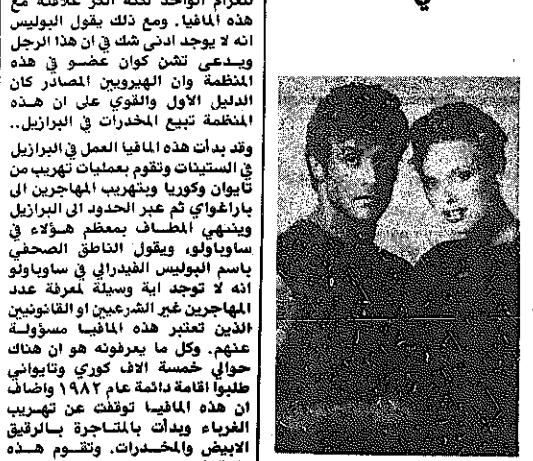 للغرام الواحد لكنه انكر علاقته مع
هذه المافيا. ومع ذلك يقول البوليس
انه لا يوجد ادنى شك في ان هذا الرجل
ويدعى تشن كوان عضو في هذه
المنظمة وان الهيرويين المصادر كان
الدليل الاول والقوي على ان هذه
المنظمة تبيع المخدرات في البرازيل..
وقد بدأت هذه المافيا العمل في البرازيل
في الستينات وتقوم بعمليات تهريب من
تايوان وكوريا وبتهريب المهاجرين الى
باراغواي ثم عبر الحدود الى البرازيل
وينتهي المطاف بمعظم هؤلاء في
ساوباولو، ويقول الناطق الصحفي
باسم البوليس الفيدرالي في ساوباولو
انه لا توجد اية وسيلة لمعرفة عدد
المهاجرين غير الشرعيين او القانونيين
الذين تعتبر هذه المافيا مسؤولة
عنهم. وكل ما يعرفونه هو ان هناك
حوالي خمسة الاف كوري وتايواني
طلبوا اقامة دائمة عام ١٩٨٢ واضاف
ان هذه المافيا توقفت عن تهريب
الغرباء وبدأت بالمتاجرة بالرقيق
الابيض والمخدرات. وتقوم هذه